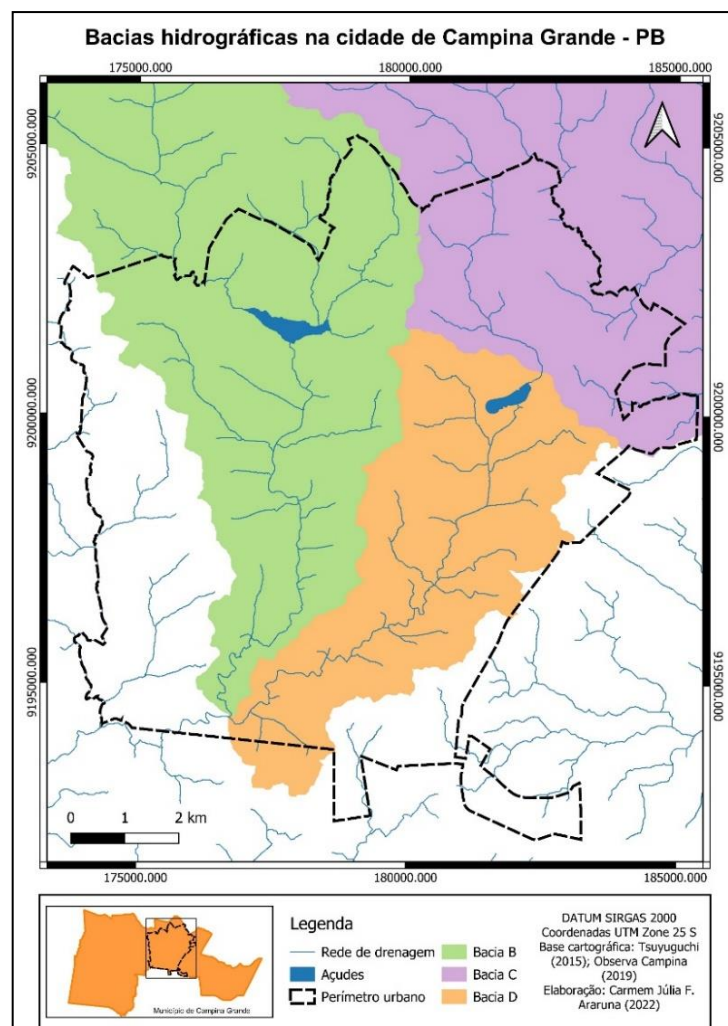 Bacias hidrográficas na cidade de Campina Grande - PB
175000.000
180000.000
185000.000
9205000.000
9205000.000
9200000.000
9200000.000
9195000.000
9195000.000
0 1 2 km
175000.000
180000.000
185000.000
Município de Campina Grande
Legenda
Rede de drenagem
Açudes
Perímetro urbano
Bacia B
Bacia C
Bacia D
DATUM SIRGAS 2000
Coordenadas UTM Zone 25 S
Base cartográfica: Tsuyuguchi
(2015); Observa Campina
(2019)
Elaboração: Carmem Júlia F.
Araruna (2022)